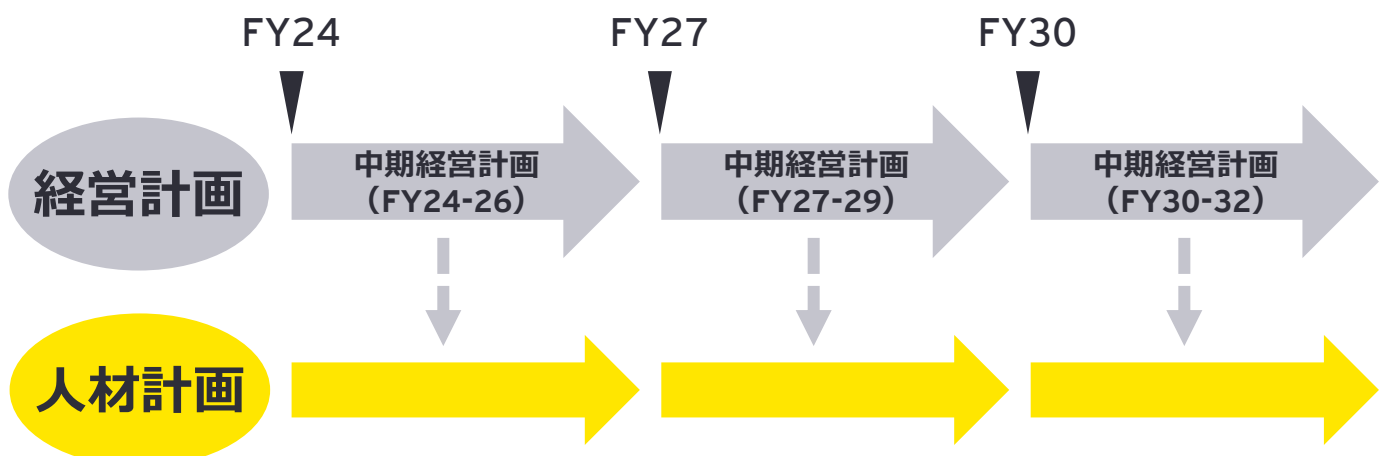 FY24
FY27
FY30
経営計画
中期経営計画
（FY24-26）
中期経営計画
（FY27-29）
中期経営計画
（FY30-32）
人材計画